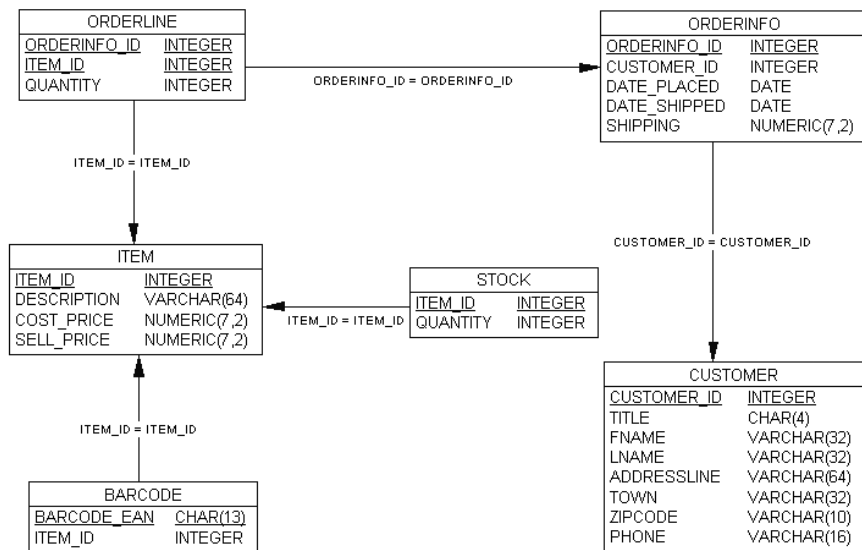 ORDERLINE
ORDERINFO_ID INTEGER
ITEM_ID INTEGER
QUANTITY INTEGER
ORDERINFO_ID = ORDERINFO_ID
ORDERINFO
ORDERINFO_ID INTEGER
CUSTOMER_ID INTEGER
DATE_PLACED DATE
DATE_SHIPPED DATE
SHIPPING NUMERIC(7,2)
ITEM_ID = ITEM_ID
CUSTOMER_ID = CUSTOMER_ID
ITEM
ITEM_ID INTEGER
DESCRIPTION VARCHAR(64)
COST_PRICE NUMERIC(7,2)
SELL_PRICE NUMERIC(7,2)
ITEM_ID = ITEM_ID
STOCK
ITEM_ID INTEGER
QUANTITY INTEGER
ITEM_ID = ITEM_ID
BARCODE
BARCODE_EAN CHAR(13)
ITEM_ID INTEGER
CUSTOMER
CUSTOMER_ID INTEGER
TITLE CHAR(4)
FNAME VARCHAR(32)
LNAME VARCHAR(32)
ADDRESSLINE VARCHAR(64)
TOWN VARCHAR(32)
ZIPCODE VARCHAR(10)
PHONE VARCHAR(16)